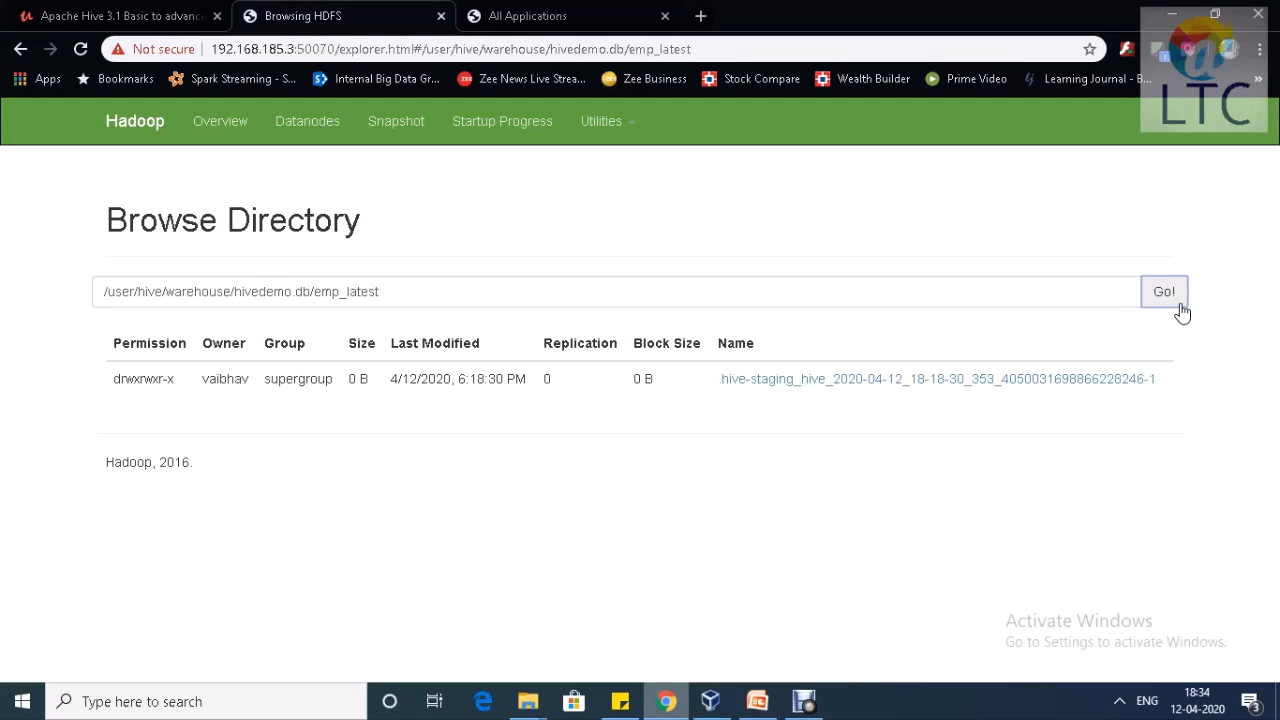 Apache Hive 3.1 Basic to advanc
Browsing HDFS
All Applications
Not secure
192.168.185.3:50070/explorer.html#/user/hive/warehouse/hivedemo.db/emp_latest
Apps
Bookmarks
Spark Streaming - S...
Internal Big Data Gr...
Zee News Live Strea...
Zee Business
Stock Compare
Wealth Builder
Prime Video
Learning Journal - B...
LTC
Hadoop Overview Datanodes Snapshot Startup Progress Utilities
Browse Directory
/user/hive/warehouse/hivedemo.db/emp_latest
Go!
Permission Owner Group Size Last Modified Replication Block Size Name
drwxrwxr-x vaibhav supergroup 0 B 4/12/2020, 6:18:30 PM 0 0 B .hive-staging_hive_2020-04-12_18-18-30_353_4050031698866228246-1
Hadoop, 2016.
Activate Windows
Go to Settings to activate Windows.
Type here to search
ENG
18:34
12-04-2020
3